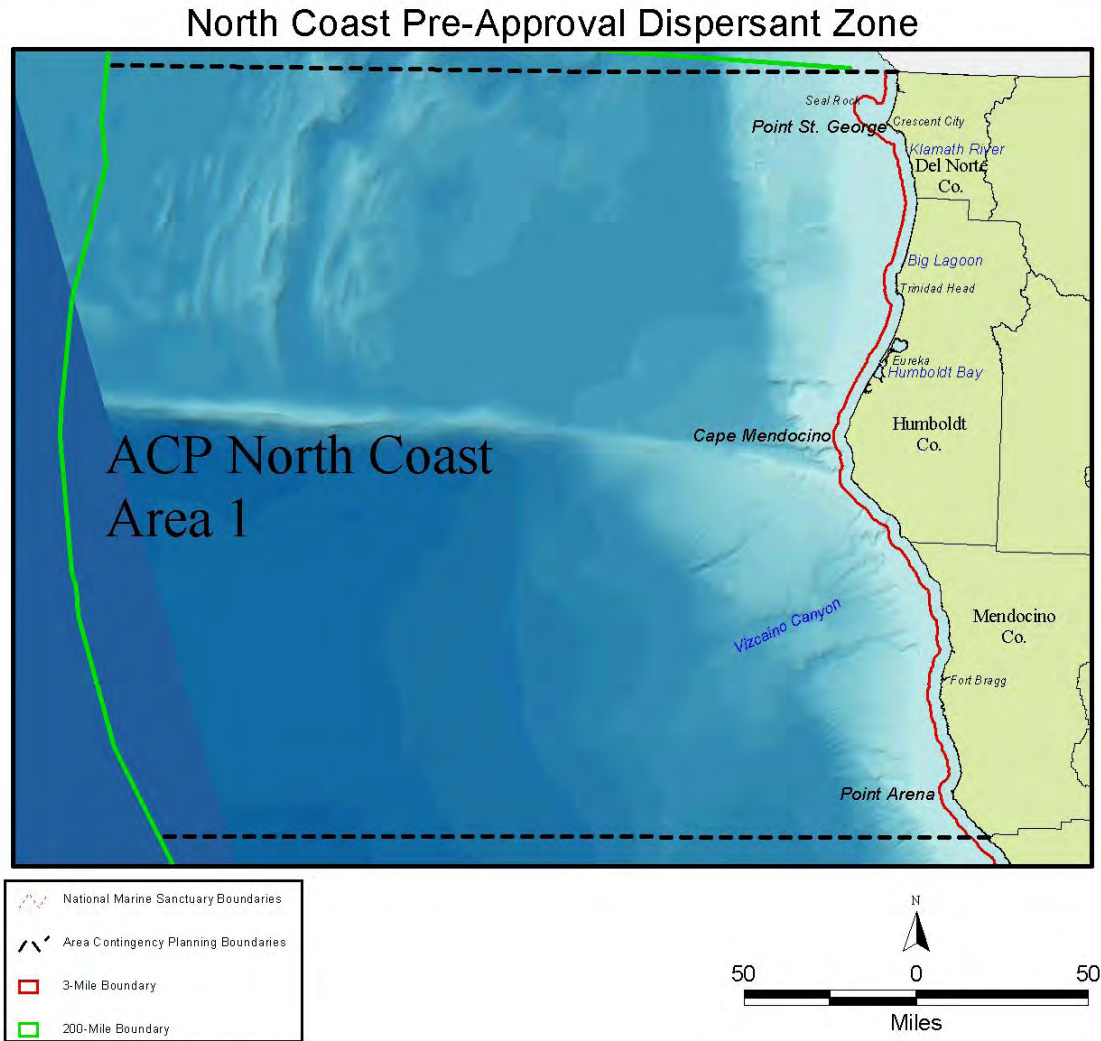 North Coast Pre-Approval Dispersant Zone
Seal Rock
Point St. George
Crescent City
Klamath River
Del Norte
Co.
Big Lagoon
Trinidad Head
Eureka
Humboldt Bay
Cape Mendocino
Humboldt
Co.
ACP North Coast
Area 1
Vizcaino Canyon
Mendocino
Co.
Fort Bragg
Point Arena
National Marine Sanctuary Boundaries
Area Contingency Planning Boundaries
3-Mile Boundary
200-Mile Boundary
N
50 0 50
Miles